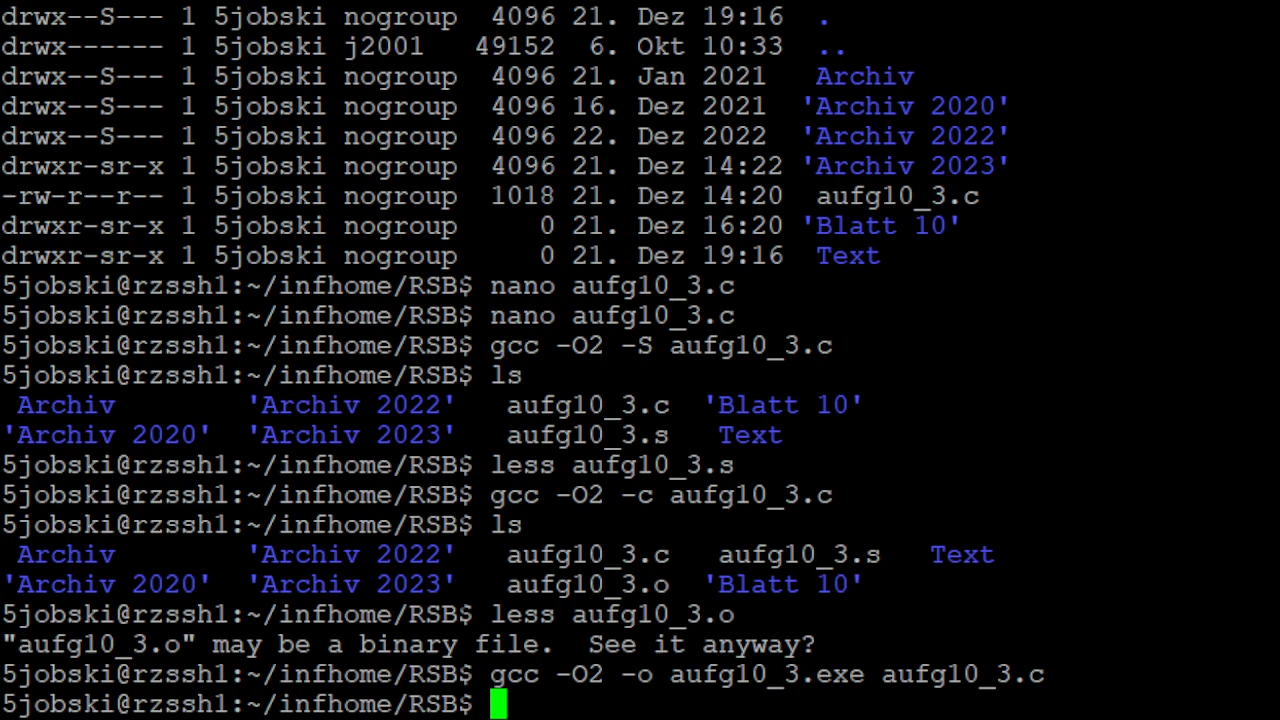 drwx--S--- 1 5jobski nogroup  4096 21. Dez 19:16  .
drwx------ 1 5jobski j2001   49152  6. Okt 10:33  ..
drwx--S--- 1 5jobski nogroup  4096 21. Jan 2021   Archiv
drwx--S--- 1 5jobski nogroup  4096 16. Dez 2021  'Archiv 2020'
drwx--S--- 1 5jobski nogroup  4096 22. Dez 2022  'Archiv 2022'
drwxr-sr-x 1 5jobski nogroup  4096 21. Dez 14:22 'Archiv 2023'
-rw-r--r-- 1 5jobski nogroup  1018 21. Dez 14:20  aufg10_3.c
drwxr-sr-x 1 5jobski nogroup     0 21. Dez 16:20 'Blatt 10'
drwxr-sr-x 1 5jobski nogroup     0 21. Dez 19:16  Text
5jobski@rzssh1:~/infhome/RSB$ nano aufg10_3.c
5jobski@rzssh1:~/infhome/RSB$ nano aufg10_3.c
5jobski@rzssh1:~/infhome/RSB$ gcc -O2 -S aufg10_3.c
5jobski@rzssh1:~/infhome/RSB$ ls
 Archiv        'Archiv 2022'   aufg10_3.c  'Blatt 10'
'Archiv 2020'  'Archiv 2023'   aufg10_3.s   Text
5jobski@rzssh1:~/infhome/RSB$ less aufg10_3.s
5jobski@rzssh1:~/infhome/RSB$ gcc -O2 -c aufg10_3.c
5jobski@rzssh1:~/infhome/RSB$ ls
 Archiv        'Archiv 2022'   aufg10_3.c   aufg10_3.s   Text
'Archiv 2020'  'Archiv 2023'   aufg10_3.o  'Blatt 10'
5jobski@rzssh1:~/infhome/RSB$ less aufg10_3.o
"aufg10_3.o" may be a binary file.  See it anyway?
5jobski@rzssh1:~/infhome/RSB$ gcc -O2 -o aufg10_3.exe aufg10_3.c
5jobski@rzssh1:~/infhome/RSB$